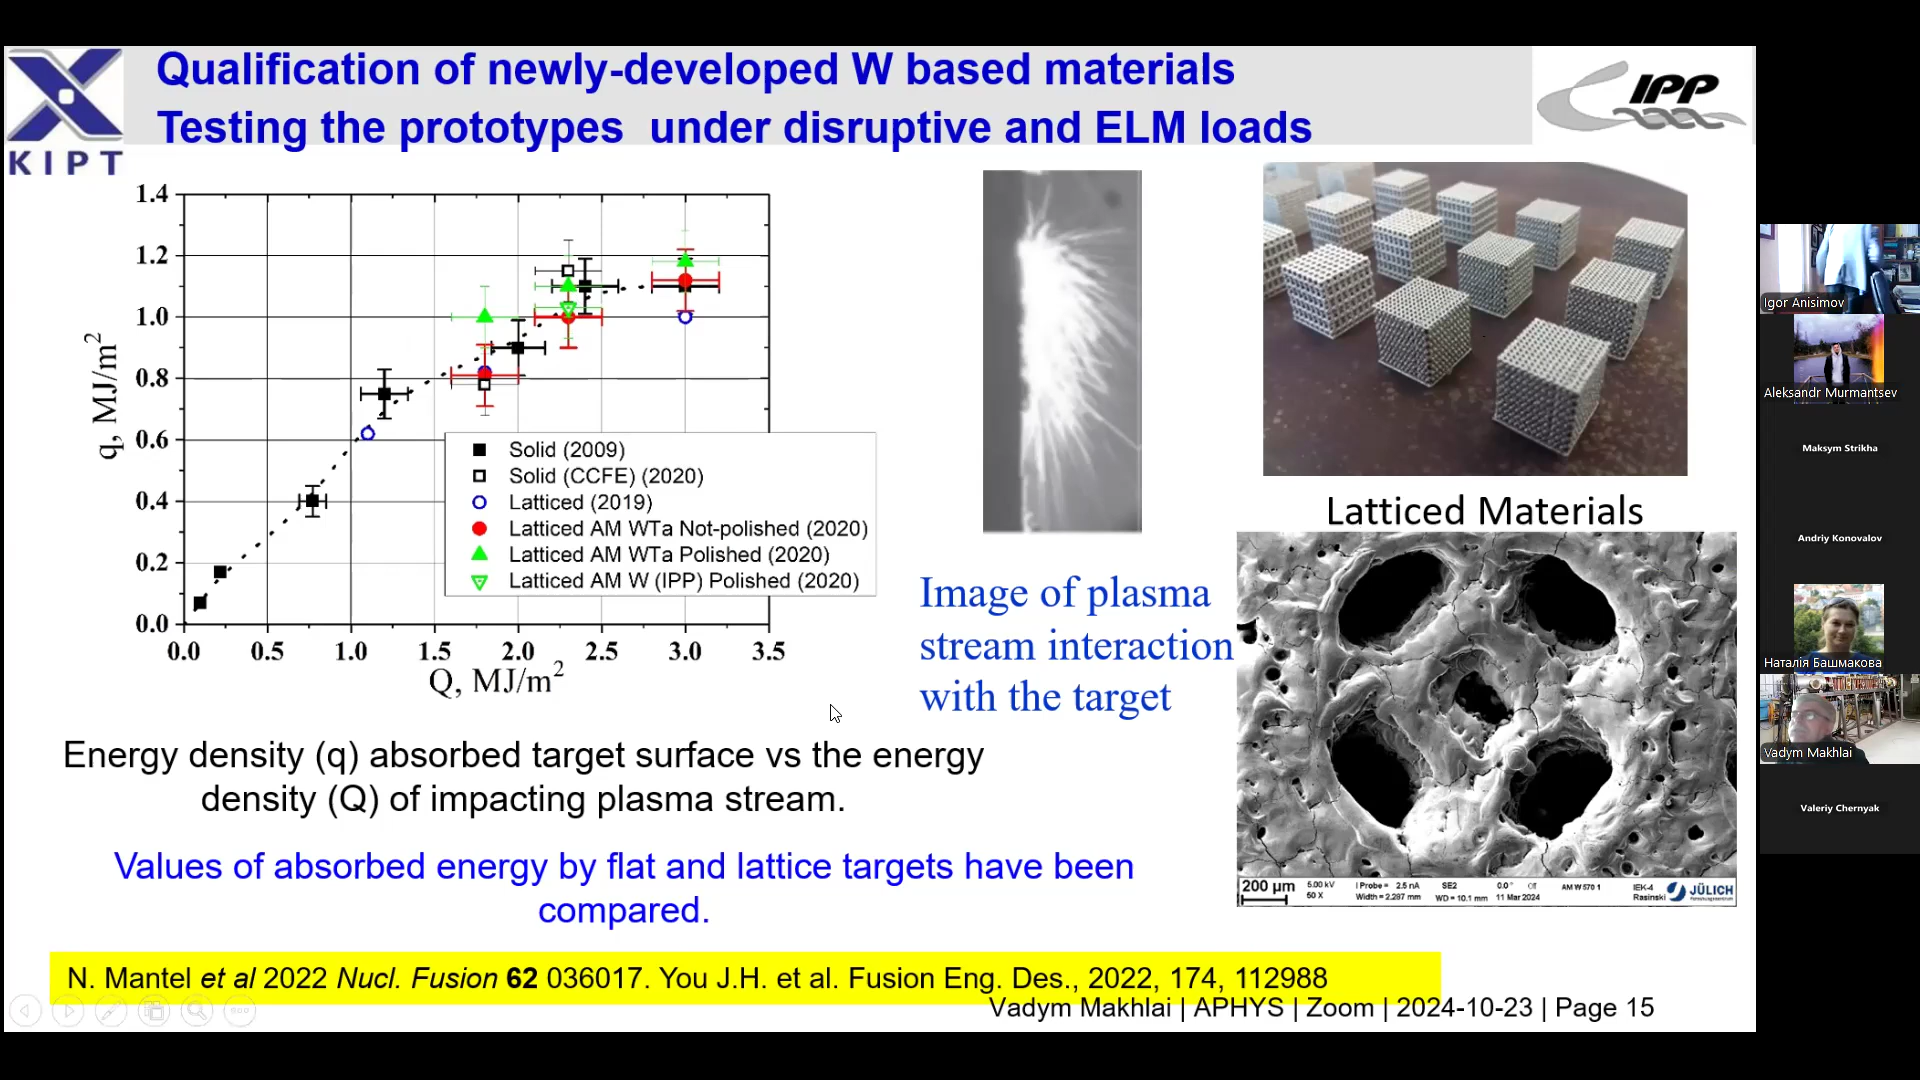 Qualification of newly-developed W based materials
Testing the prototypes under disruptive and ELM loads
KIPT
IPP
1.4
1.2
1.0
0.8
0.6
0.4
0.2
0.0
q, MJ/m²
0.0 0.5 1.0 1.5 2.0 2.5 3.0 3.5
Q, MJ/m²
Solid (2009)
Solid (CCFE) (2020)
Latticed (2019)
Latticed AM WTa Not-polished (2020)
Latticed AM WTa Polished (2020)
Latticed AM W (IPP) Polished (2020)
Image of plasma
stream interaction
with the target
Latticed Materials
200 µm
5.00 kV
50 X
I Probe = 2.5 nA
Width = 2.287 mm
SE2
WD = 10.1 mm
0.0° Off
11 Mar 2024
AM W 570 1
IEK-4
Rasinski
JÜLICH
Forschungszentrum
Energy density (q) absorbed target surface vs the energy
density (Q) of impacting plasma stream.
Values of absorbed energy by flat and lattice targets have been
compared.
N. Mantel et al 2022 Nucl. Fusion 62 036017. You J.H. et al. Fusion Eng. Des., 2022, 174, 112988
Vadym Makhlai | APHYS | Zoom | 2024-10-23 | Page 15
Igor Anisimov
Aleksandr Murmantsev
Maksym Strikha
Andriy Konovalov
Наталія Башмакова
Vadym Makhlai
Valeriy Chernyak